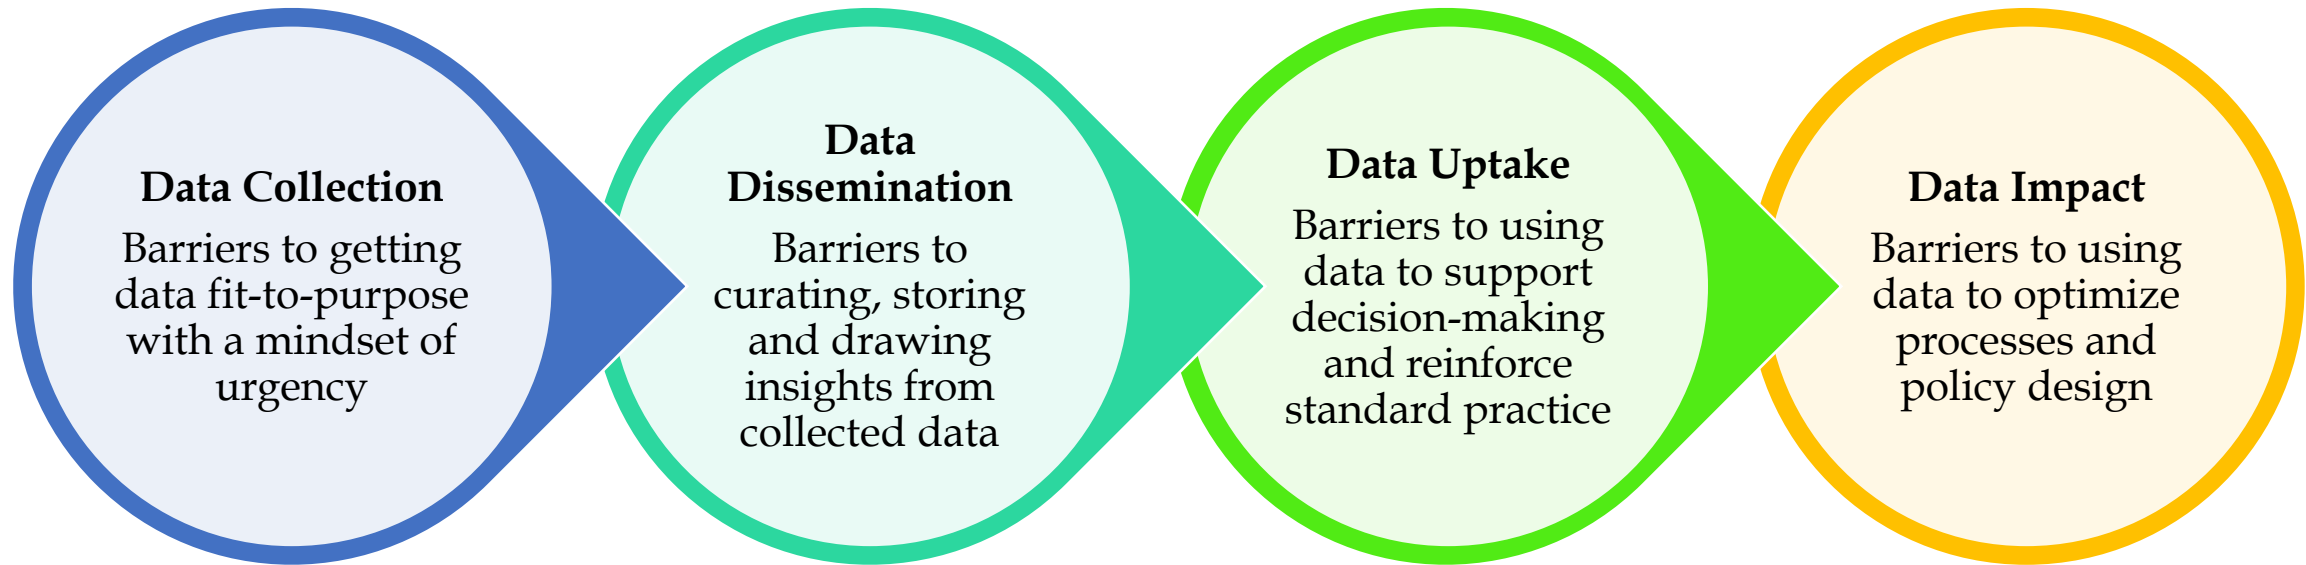 Data Collection
Barriers to getting
data fit-to-purpose
with a mindset of
urgency
Data
Dissemination
Barriers to
curating, storing
and drawing
insights from
collected data
Data Uptake
Barriers to using
data to support
decision-making
and reinforce
standard practice
Data Impact
Barriers to using
data to optimize
processes and
policy design